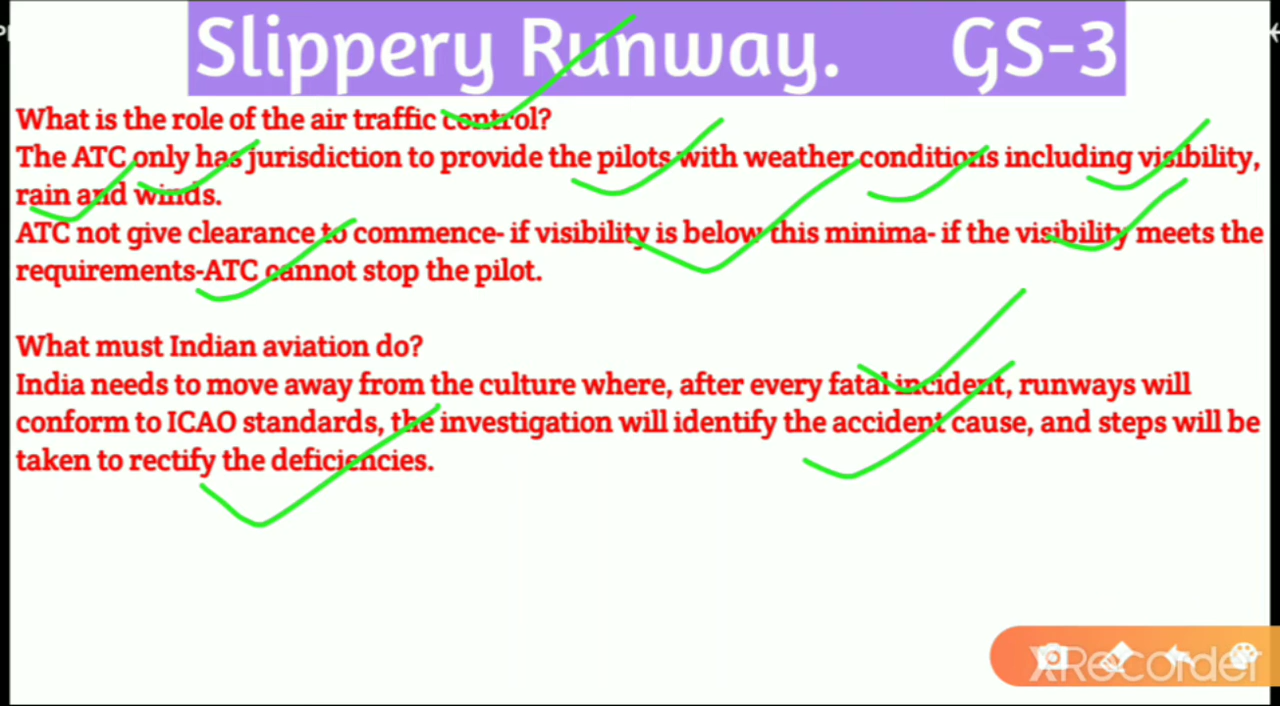 Slippery Runway. GS-3
What is the role of the air traffic control?
The ATC only has jurisdiction to provide the pilots with weather conditions including visibility,
rain and winds.
ATC not give clearance to commence- if visibility is below this minima- if the visibility meets the
requirements-ATC cannot stop the pilot.
What must Indian aviation do?
India needs to move away from the culture where, after every fatal incident, runways will
conform to ICAO standards, the investigation will identify the accident cause, and steps will be
taken to rectify the deficiencies.
XRecorder